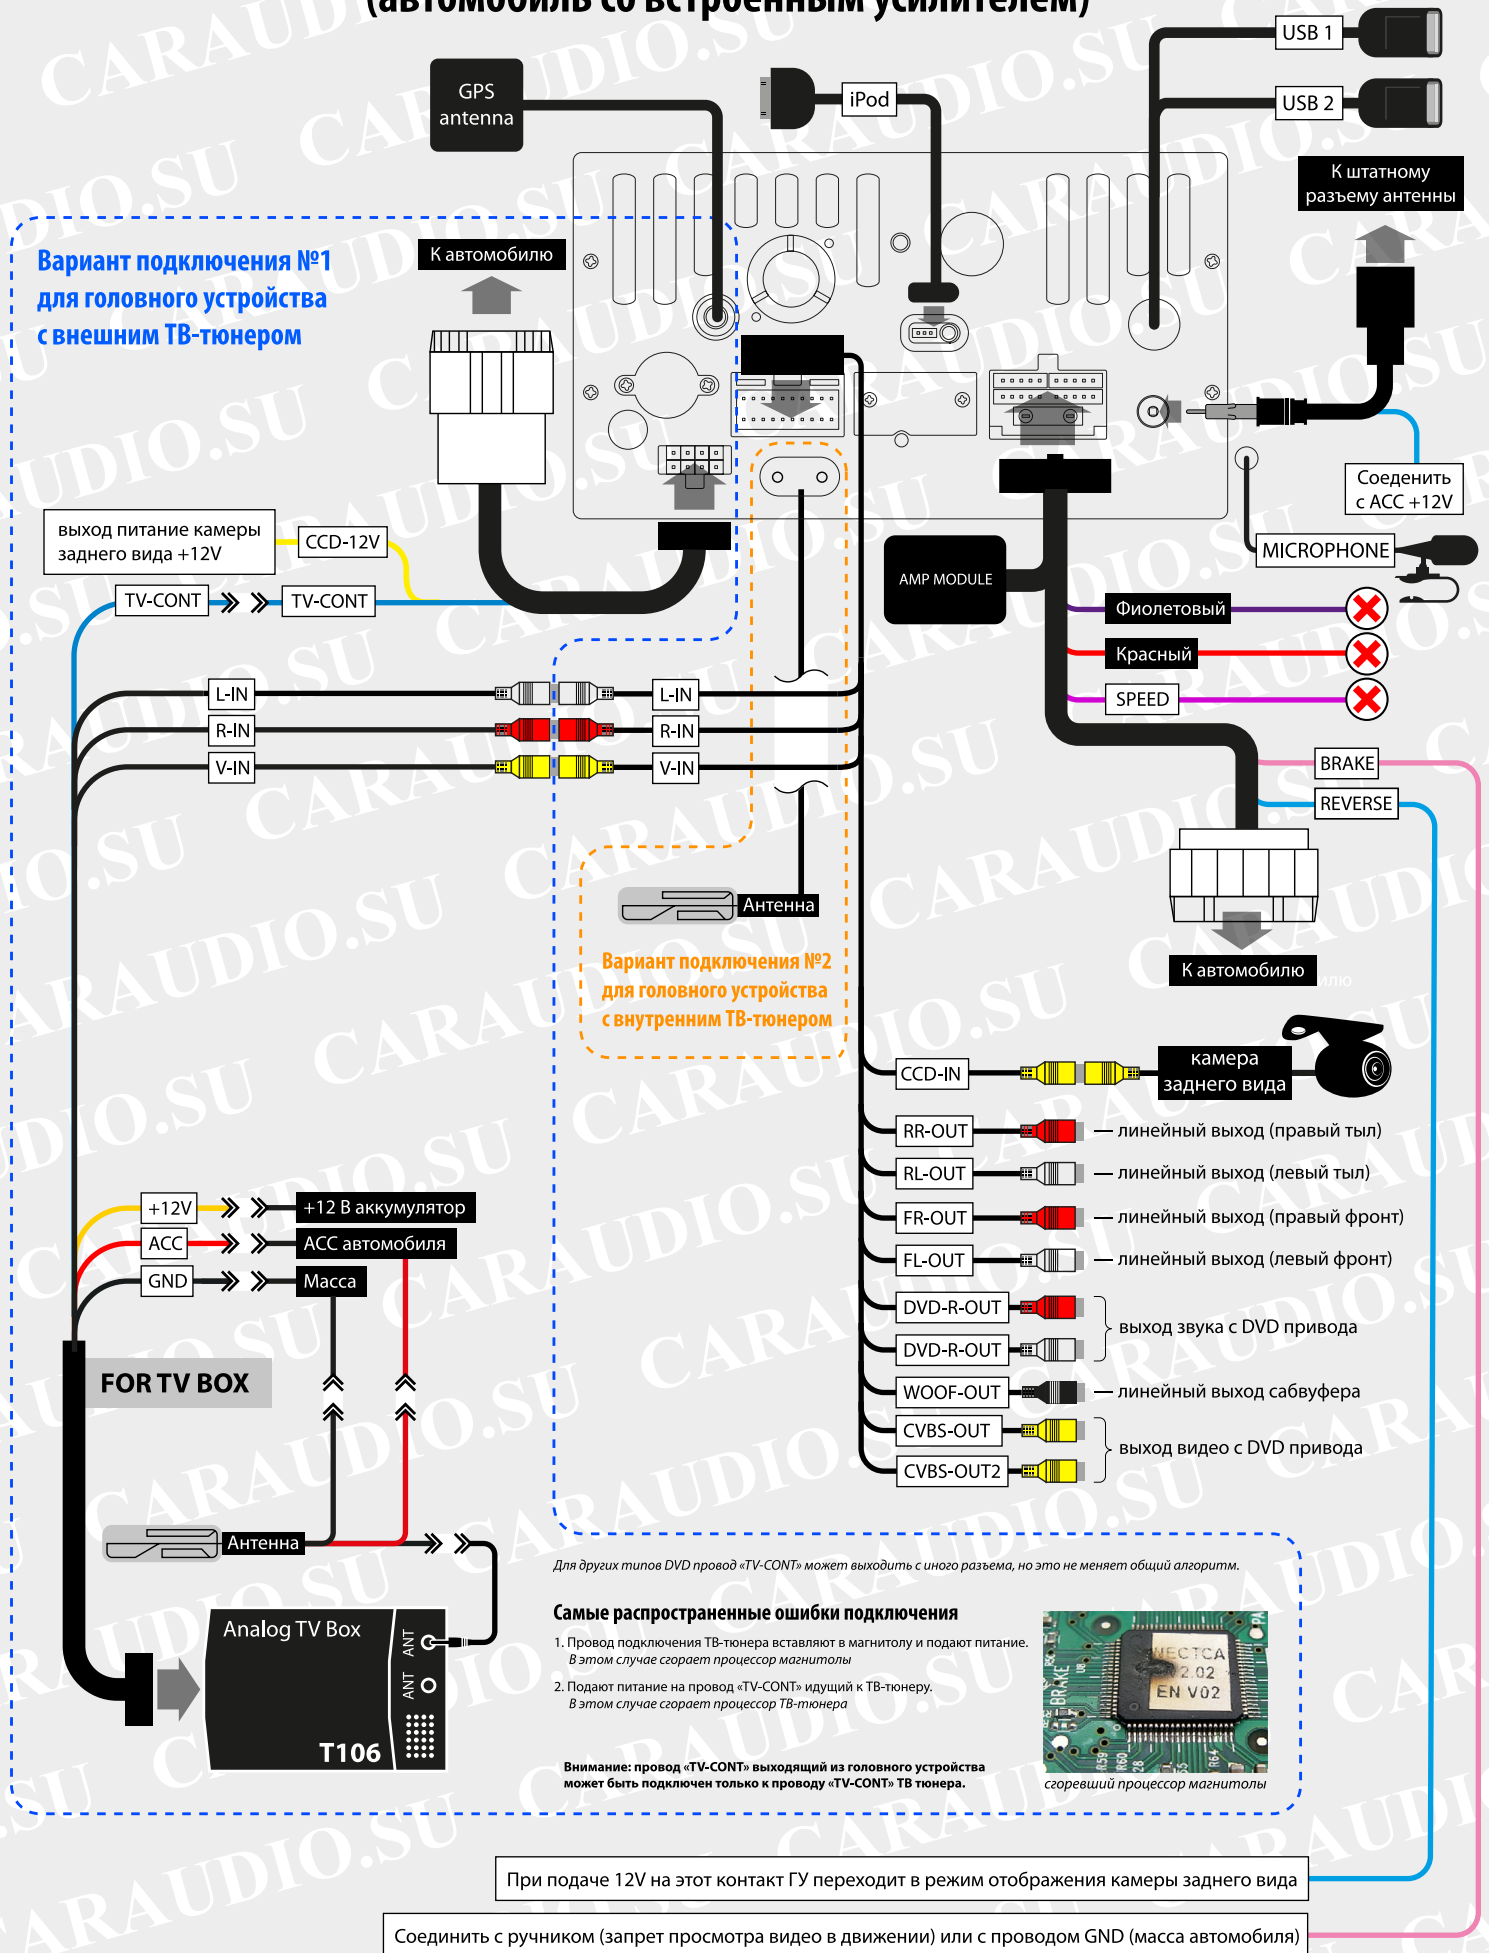 (автомобиль со встроенным усилителем)
USB 1
GPS
antenna
iPod
USB 2
К штатному
разъему антенны
Вариант подключения №1
для головного устройства
с внешним ТВ-тюнером
К автомобилю
Соеденить
с ACC +12V
выход питание камеры
заднего вида +12V
CCD-12V
MICROPHONE
AMP MODULE
TV-CONT
TV-CONT
Фиолетовый
Красный
SPEED
L-IN
L-IN
R-IN
R-IN
V-IN
V-IN
BRAKE
REVERSE
Антенна
Вариант подключения №2
для головного устройства
с внутренним ТВ-тюнером
К автомобилю
CCD-IN
камера
заднего вида
RR-OUT
— линейный выход (правый тыл)
RL-OUT
— линейный выход (левый тыл)
FR-OUT
— линейный выход (правый фронт)
FL-OUT
— линейный выход (левый фронт)
DVD-R-OUT
DVD-R-OUT
выход звука с DVD привода
WOOF-OUT
— линейный выход сабвуфера
CVBS-OUT
CVBS-OUT2
выход видео с DVD привода
+12V
+12 В аккумулятор
ACC
ACC автомобиля
GND
Масса
FOR TV BOX
Антенна
Analog TV Box
ANT
ANT
T106
Для других типов DVD провод «TV-CONT» может выходить с иного разъема, но это не меняет общий алгоритм.
Самые распространенные ошибки подключения
1. Провод подключения ТВ-тюнера вставляют в магнитолу и подают питание.
В этом случае сгорает процессор магнитолы
2. Подают питание на провод «TV-CONT» идущий к ТВ-тюнеру.
В этом случае сгорает процессор ТВ-тюнера
Внимание: провод «TV-CONT» выходящий из головного устройства
может быть подключен только к проводу «TV-CONT» ТВ тюнера.
BRAKE
EN V02
сгоревший процессор магнитолы
При подаче 12V на этот контакт ГУ переходит в режим отображения камеры заднего вида
Соединить с ручником (запрет просмотра видео в движении) или с проводом GND (масса автомобиля)
CARAUDIO.SU